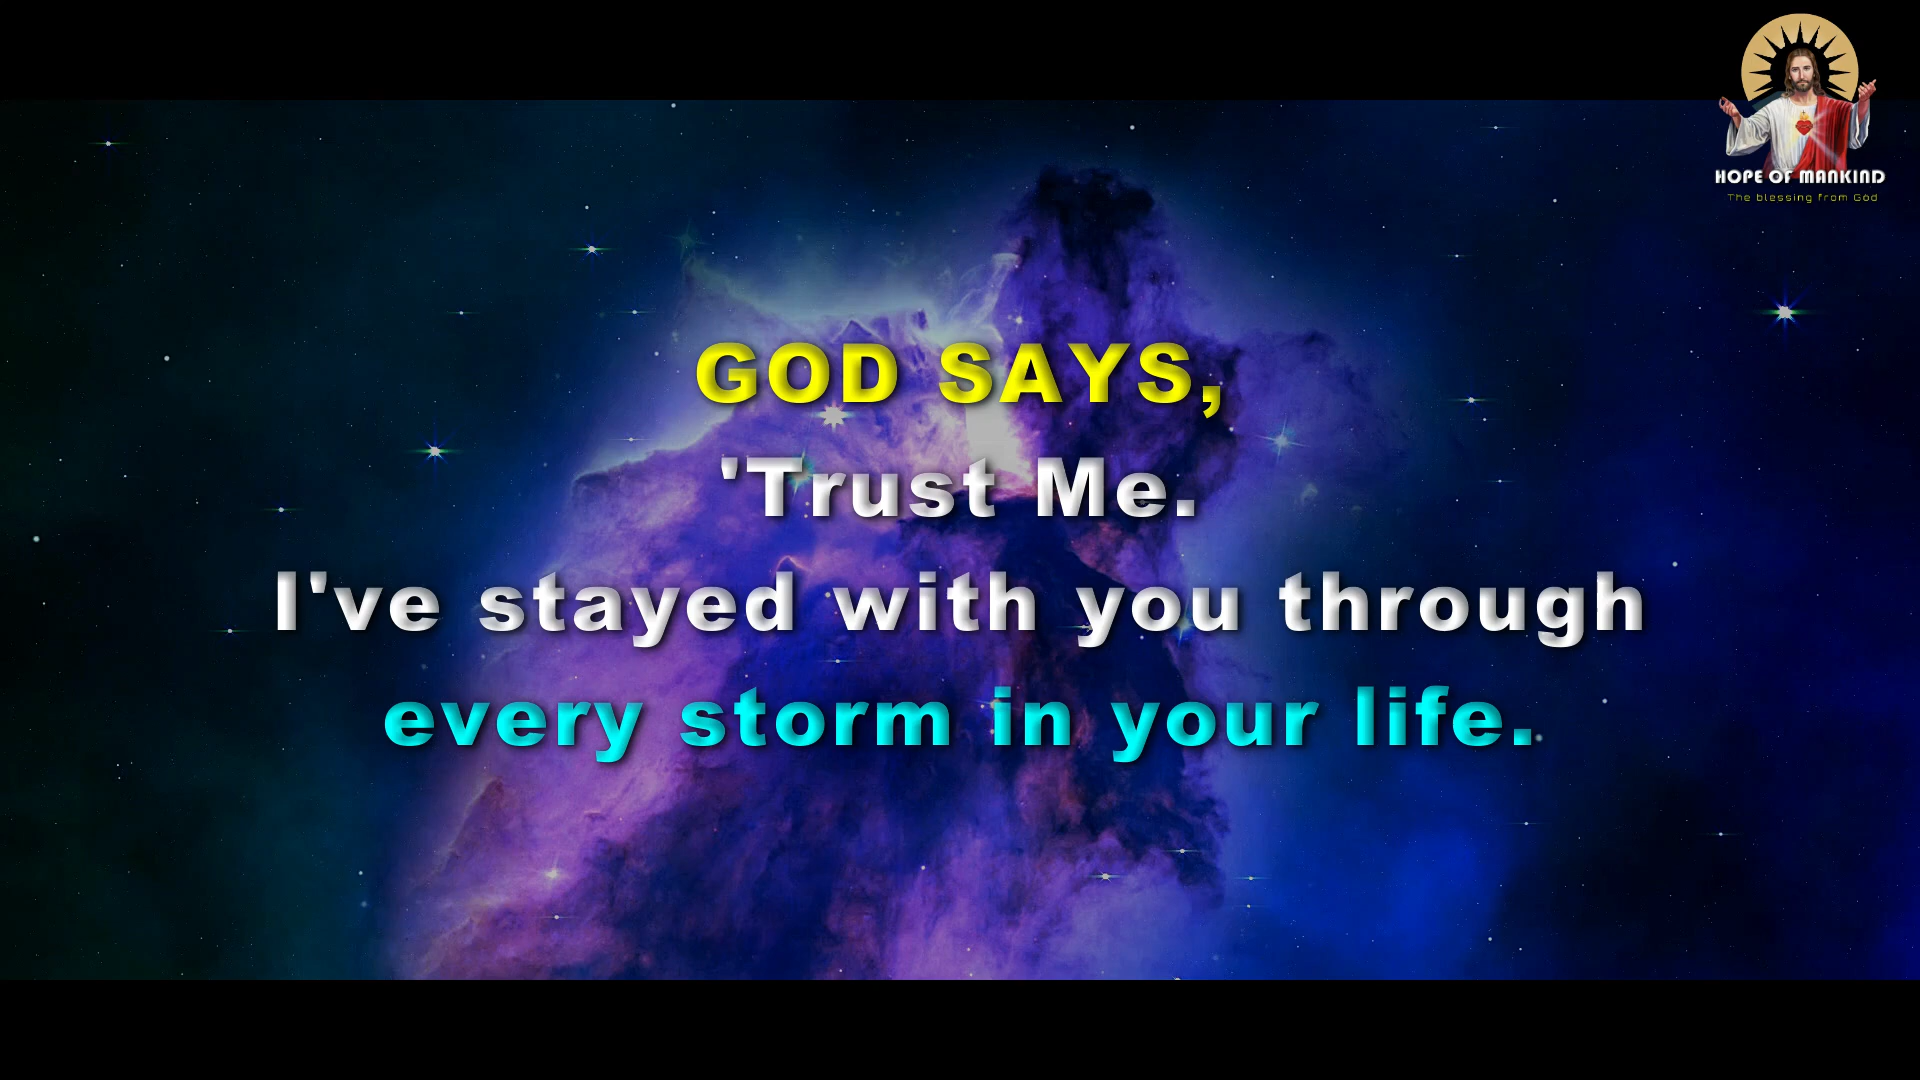 HOPE OF MANKIND
The blessing from God
GOD SAYS,
'Trust Me.
I've stayed with you through
every storm in your life.